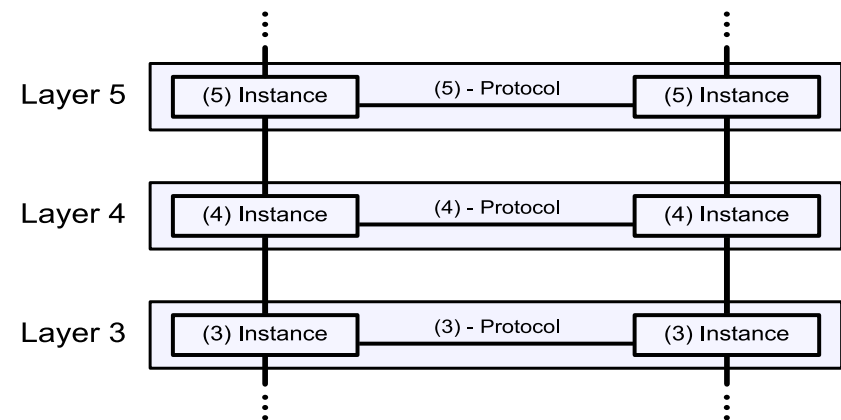 Layer 5
(5) Instance
(5) - Protocol
(5) Instance
Layer 4
(4) Instance
(4) - Protocol
(4) Instance
Layer 3
(3) Instance
(3) - Protocol
(3) Instance